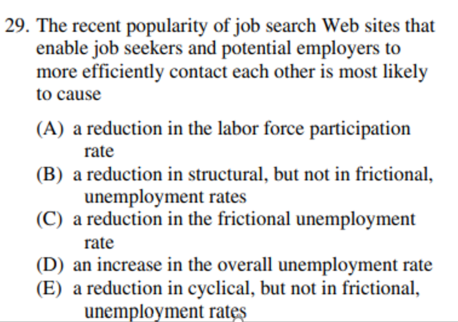 29. The recent popularity of job search Web sites that
enable job seekers and potential employers to
more efficiently contact each other is most likely
to cause
(A) a reduction in the labor force participation
rate
(B) a reduction in structural, but not in frictional,
unemployment rates
(C) a reduction in the frictional unemployment
rate
(D) an increase in the overall unemployment rate
(E) a reduction in cyclical, but not in frictional,
unemployment rates